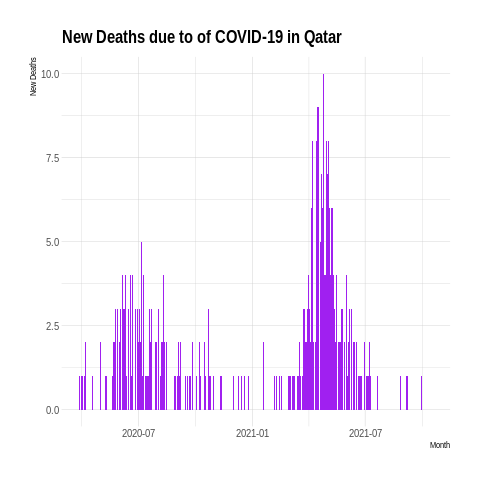 New Deaths due to of COVID-19 in Qatar
New Deaths
10.0
7.5
5.0
2.5
0.0
2020-07
2021-01
2021-07
Month